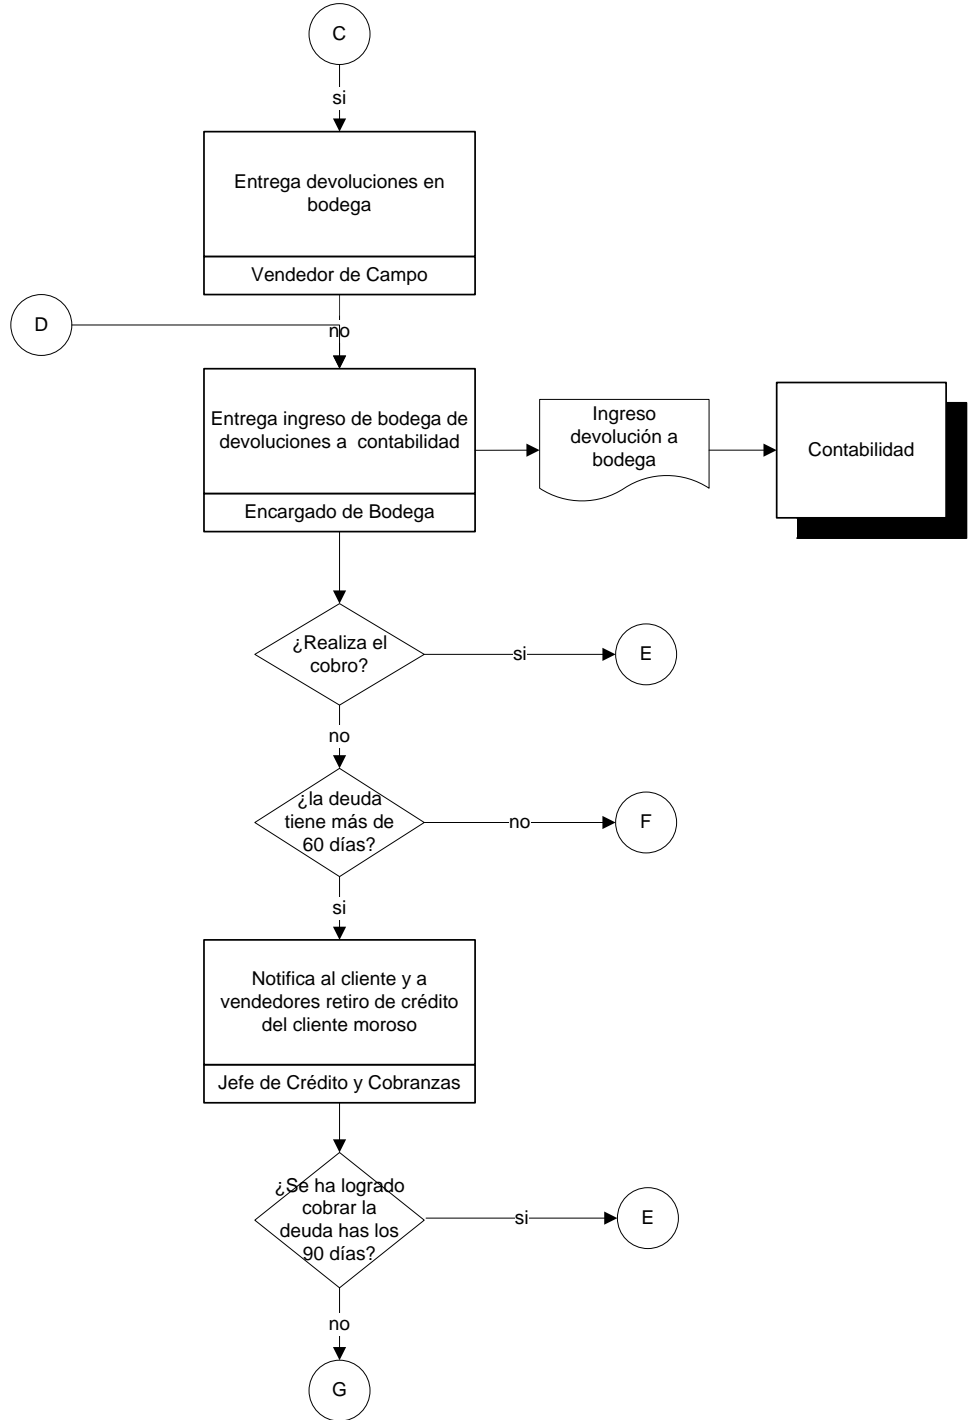 C
si
Entrega devoluciones en
bodega
Vendedor de Campo
D
no
Entrega ingreso de bodega de
devoluciones a contabilidad
Encargado de Bodega
Ingreso
devolución a
bodega
Contabilidad
¿Realiza el
cobro?
si
E
no
¿la deuda
tiene más de
60 días?
no
F
si
Notifica al cliente y a
vendedores retiro de crédito
del cliente moroso
Jefe de Crédito y Cobranzas
¿Se ha logrado
cobrar la
deuda has los
90 días?
si
E
no
G